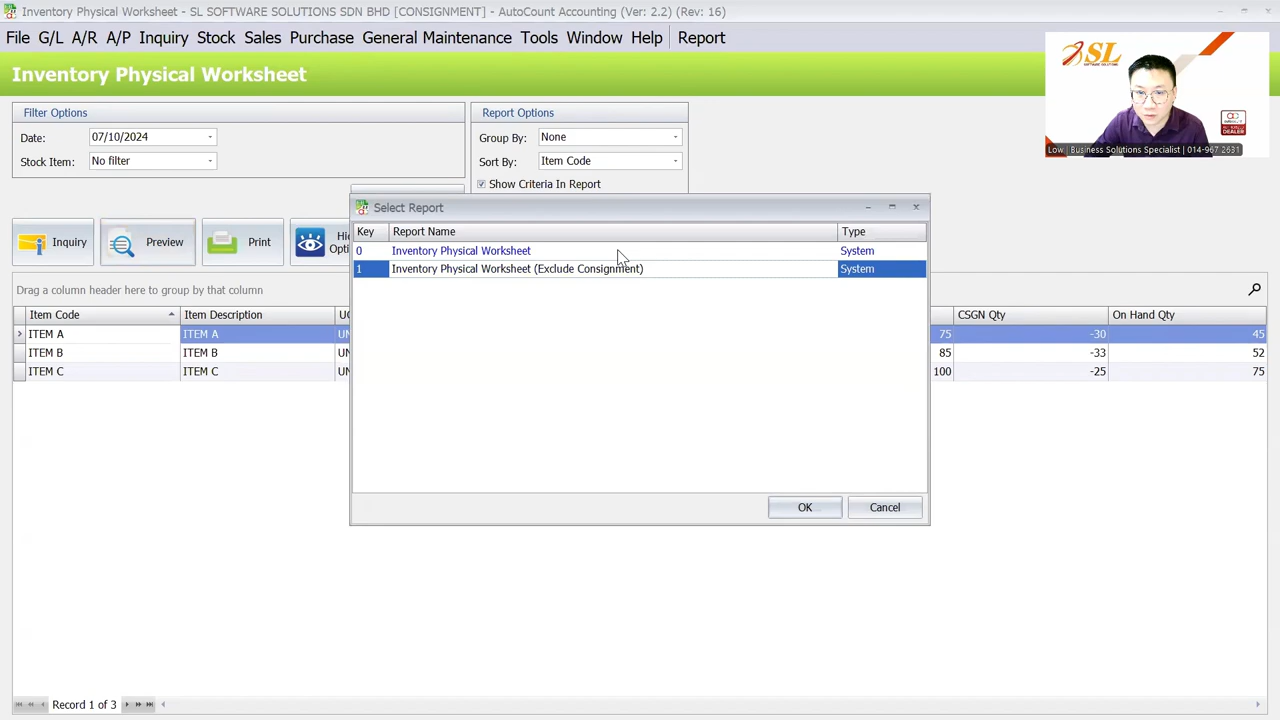 Inventory Physical Worksheet - SL SOFTWARE SOLUTIONS SDN BHD [CONSIGNMENT] - AutoCount Accounting (Ver: 2.2) (Rev: 16)
File G/L A/R A/P Inquiry Stock Sales Purchase General Maintenance Tools Window Help Report
Inventory Physical Worksheet
SL
Low | Business Solutions Specialist | 014-967 2631
DEALER
Filter Options
Date: 07/10/2024
Stock Item: No filter
Report Options
Group By: None
Sort By: Item Code
Show Criteria In Report
Inquiry Preview Print
Select Report
Key Report Name Type
0 Inventory Physical Worksheet System
1 Inventory Physical Worksheet (Exclude Consignment) System
OK Cancel
Drag a column header here to group by that column
Item Code Item Description CSGN Qty On Hand Qty
ITEM A ITEM A 75 -30 45
ITEM B ITEM B 85 -33 52
ITEM C ITEM C 100 -25 75
Record 1 of 3